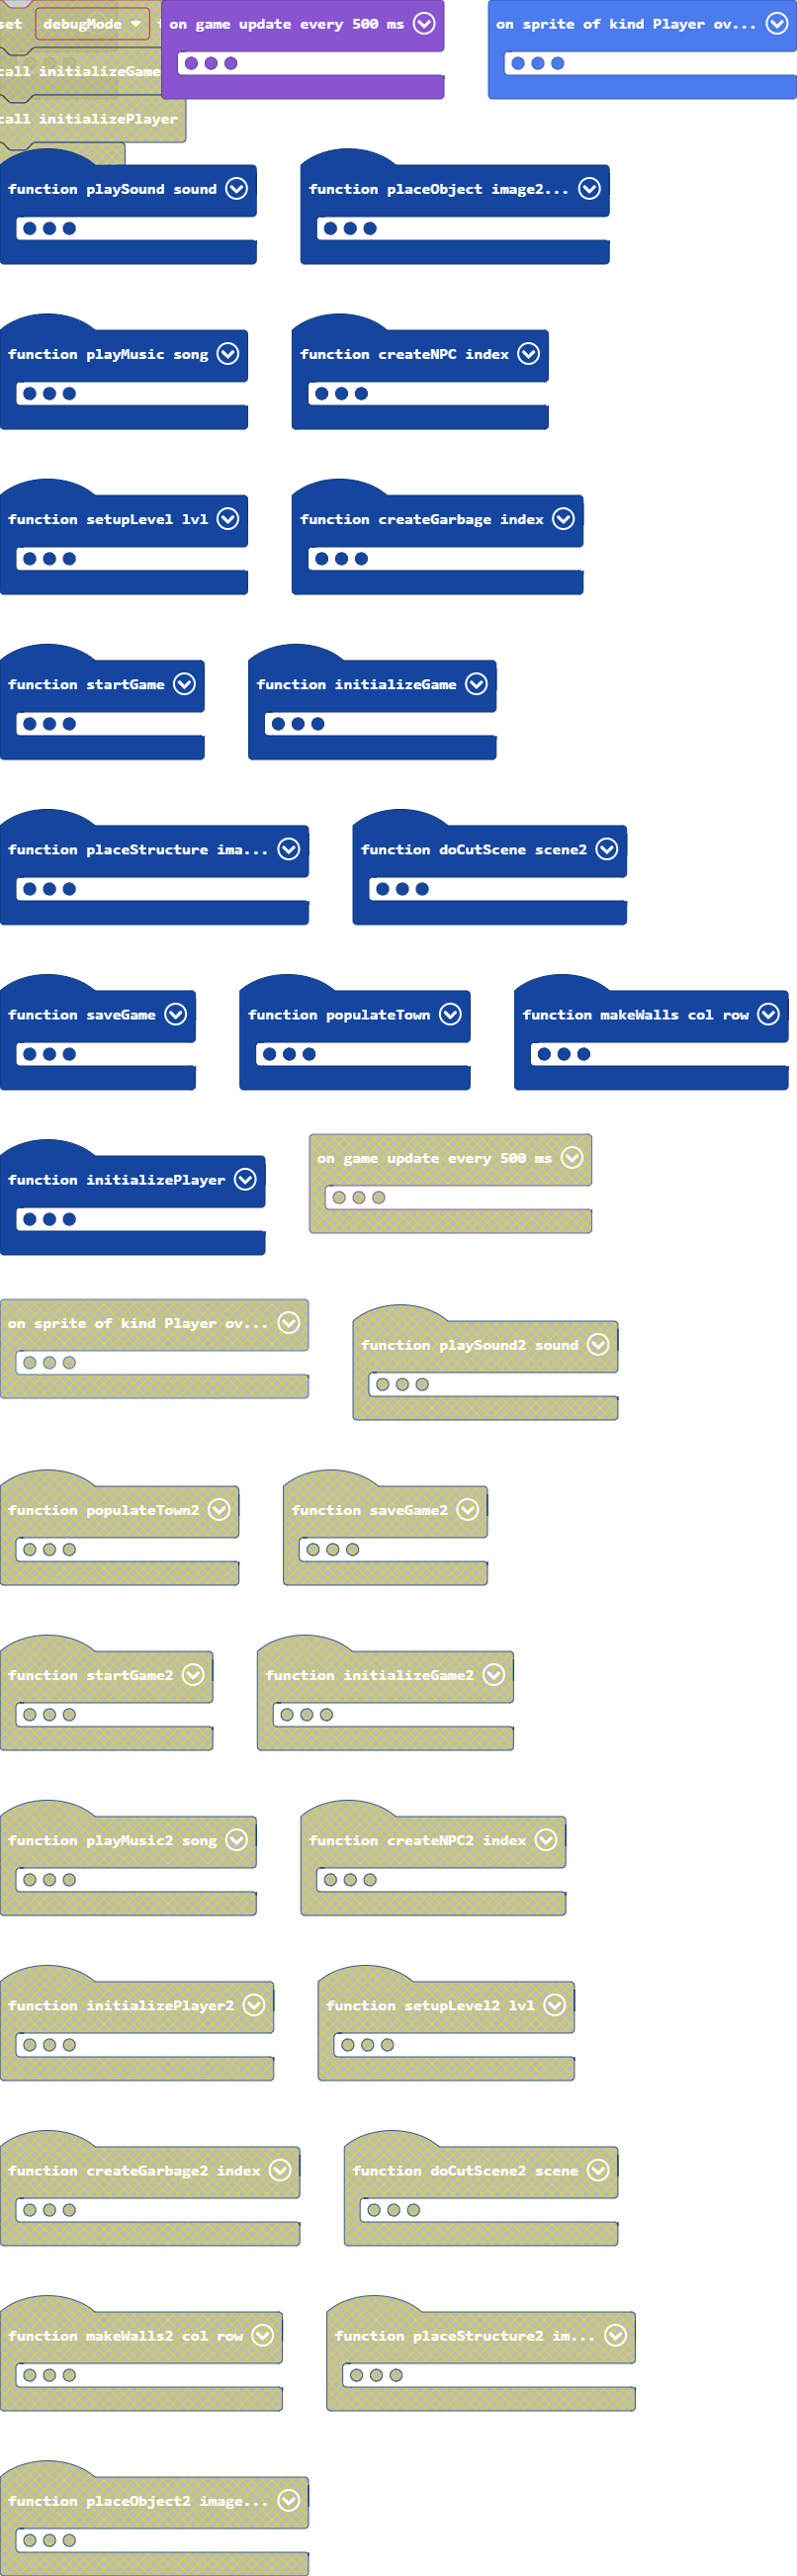 set debugMode
on game update every 500 ms
on sprite of kind Player ov...
call initializeGame
call initializePlayer
function playSound sound
function placeObject image2...
function playMusic song
function createNPC index
function setupLevel lvl
function createGarbage index
function startGame
function initializeGame
function placeStructure ima...
function doCutScene scene2
function saveGame
function populateTown
function makeWalls col row
function initializePlayer
on game update every 500 ms
on sprite of kind Player ov...
function playSound2 sound
function populateTown2
function saveGame2
function startGame2
function initializeGame2
function playMusic2 song
function createNPC2 index
function initializePlayer2
function setupLevel2 lvl
function createGarbage2 index
function doCutScene2 scene
function makeWalls2 col row
function placeStructure2 im...
function placeObject2 image...